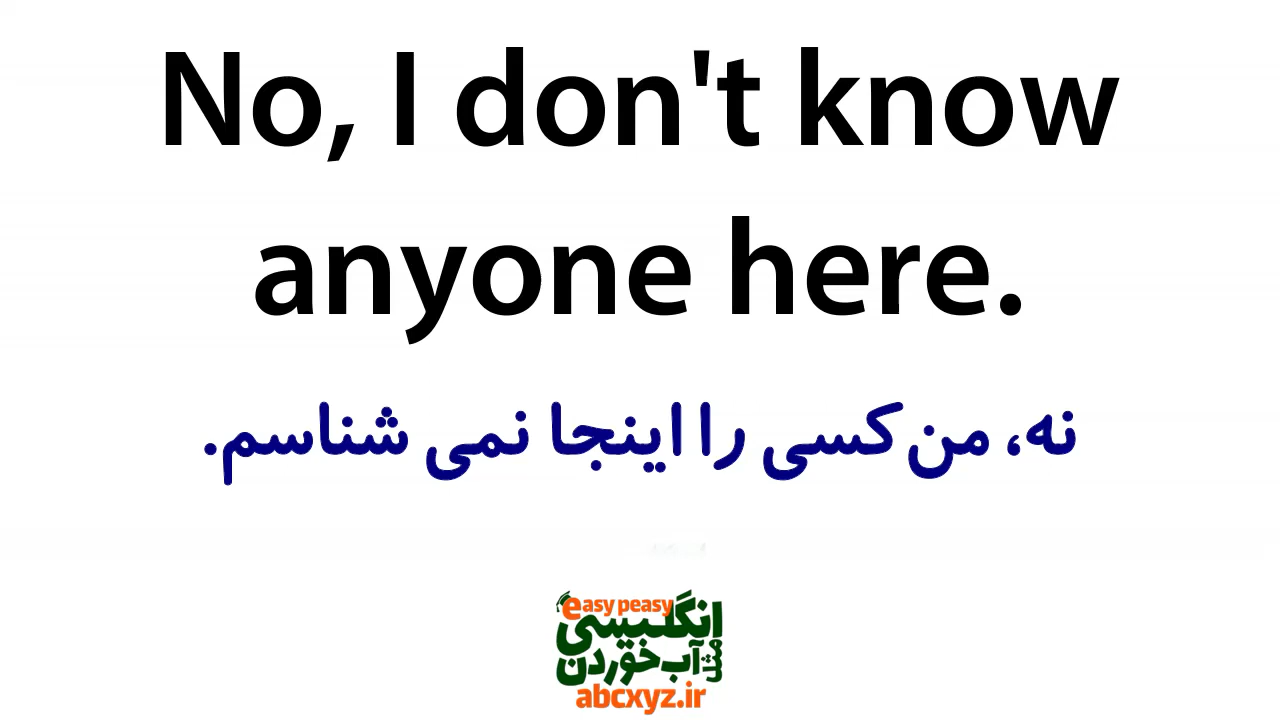 No, I don't know
anyone here.
نه، من کسی را اینجا نمی شناسم.
easy peasy
انگلیسی
مثل آب خوردن
abcxyz.ir